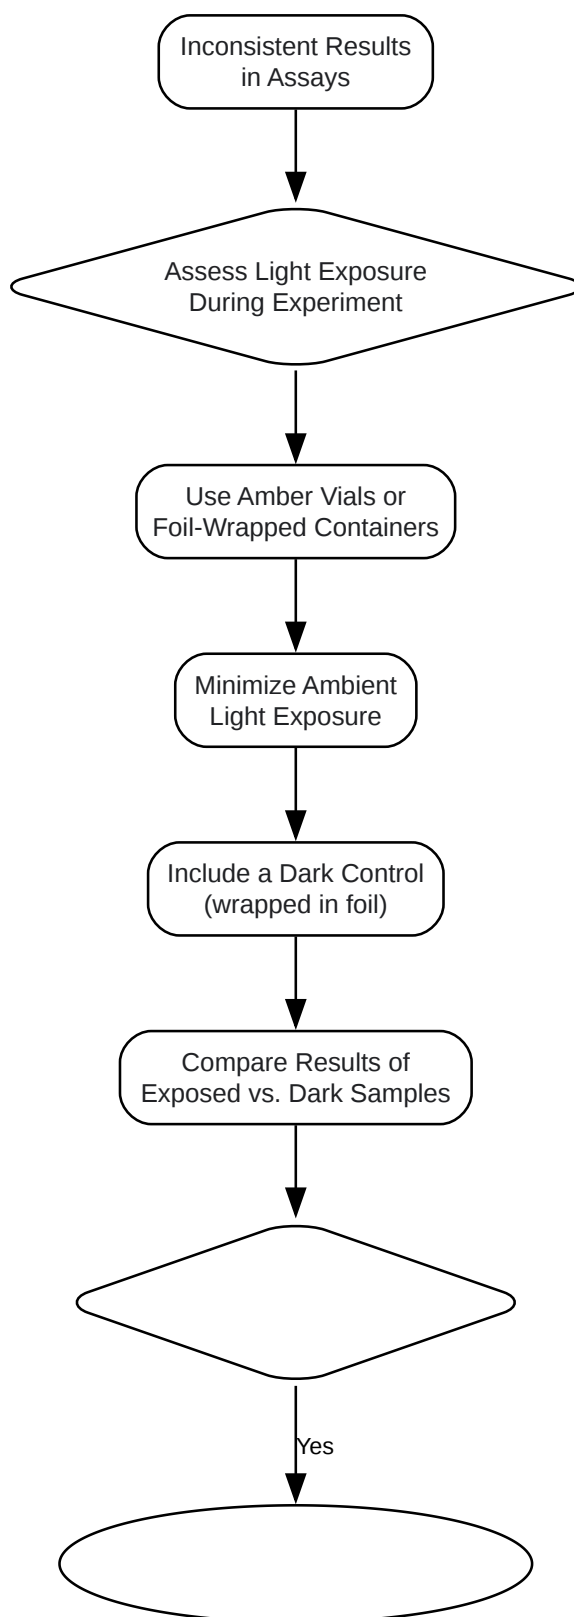 Inconsistent Results
in Assays
Assess Light Exposure
During Experiment
Use Amber Vials or
Foil-Wrapped Containers
Minimize Ambient
Light Exposure
Include a Dark Control
(wrapped in foil)
Compare Results of
Exposed vs. Dark Samples
Yes